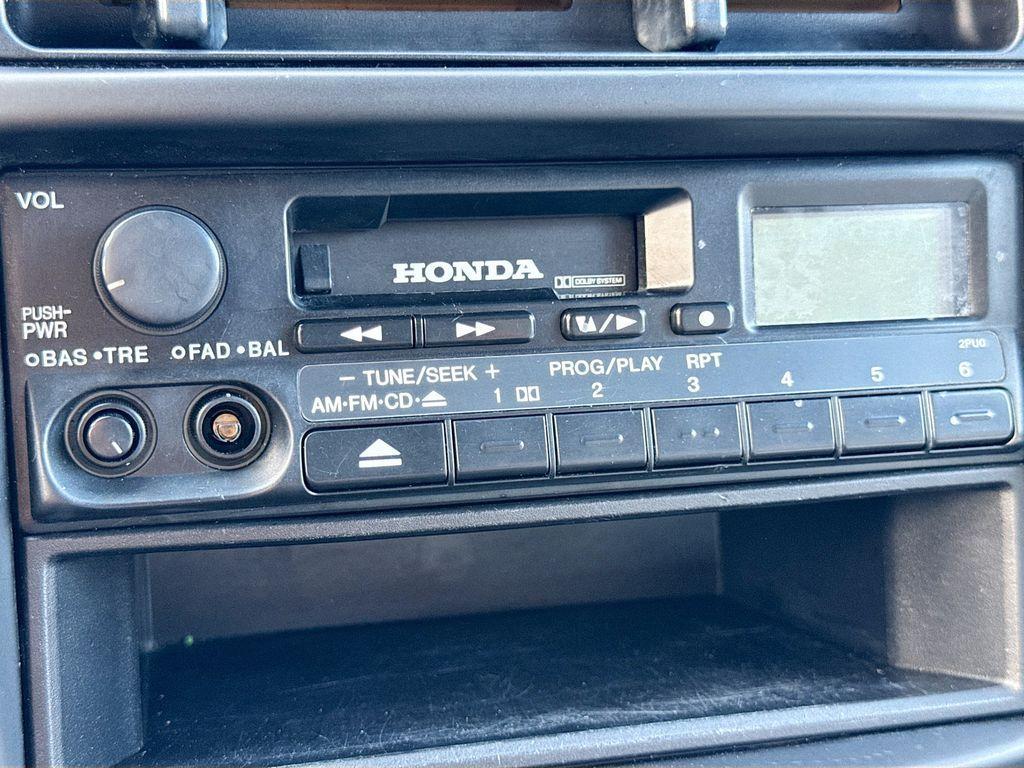 VOL
HONDA
DOLBY SYSTEM
PUSH-
PWR
BAS • TRE FAD • BAL
− TUNE/SEEK + PROG/PLAY RPT
2PU0
AM•FM•CD•⏏ 1 2 3 4 5 6